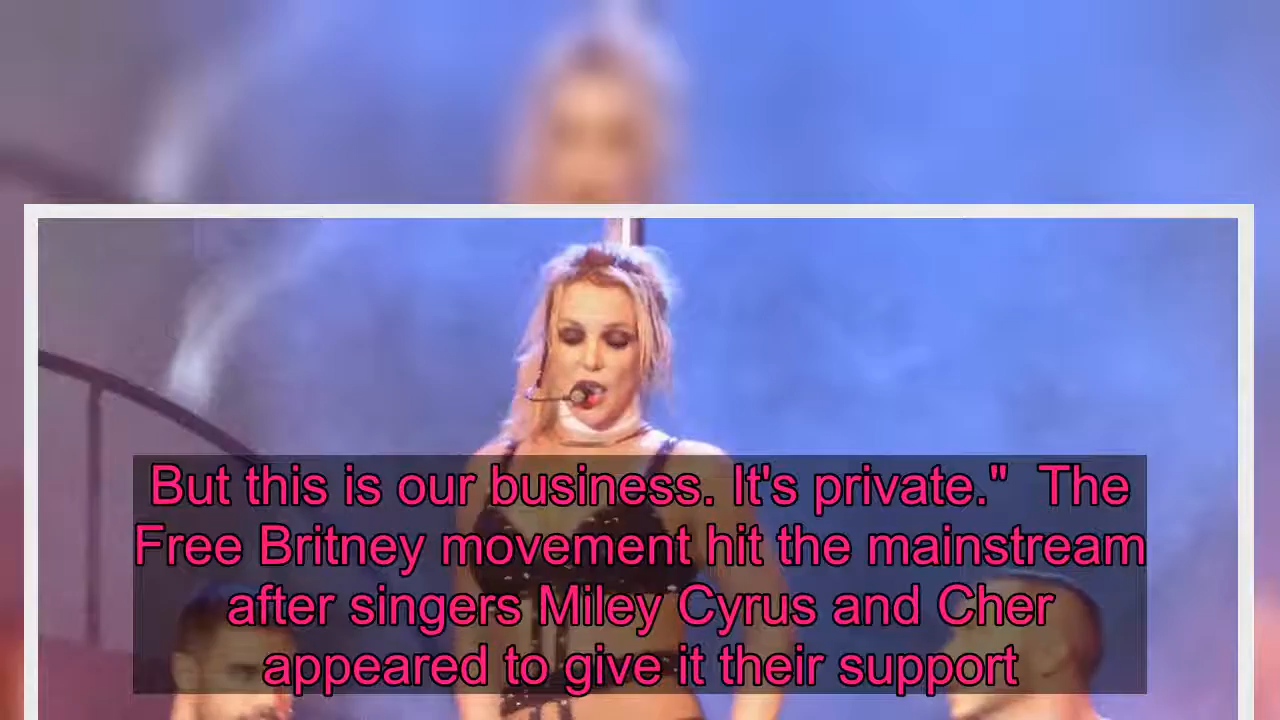 But this is our business. It's private."  The
Free Britney movement hit the mainstream
after singers Miley Cyrus and Cher
appeared to give it their support